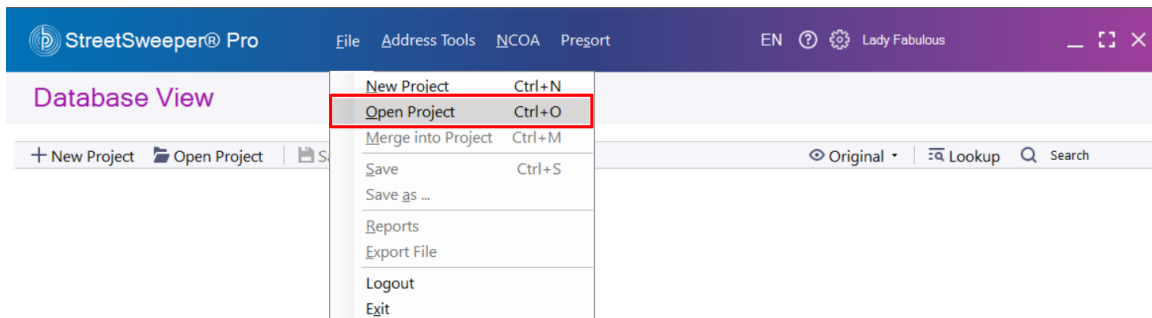 StreetSweeper® Pro File Address Tools NCOA Presort EN Lady Fabulous
Database View
New Project Ctrl+N
Open Project Ctrl+O
Merge into Project Ctrl+M
New Project Open Project S Original Lookup Search
Save Ctrl+S
Save as ...
Reports
Export File
Logout
Exit